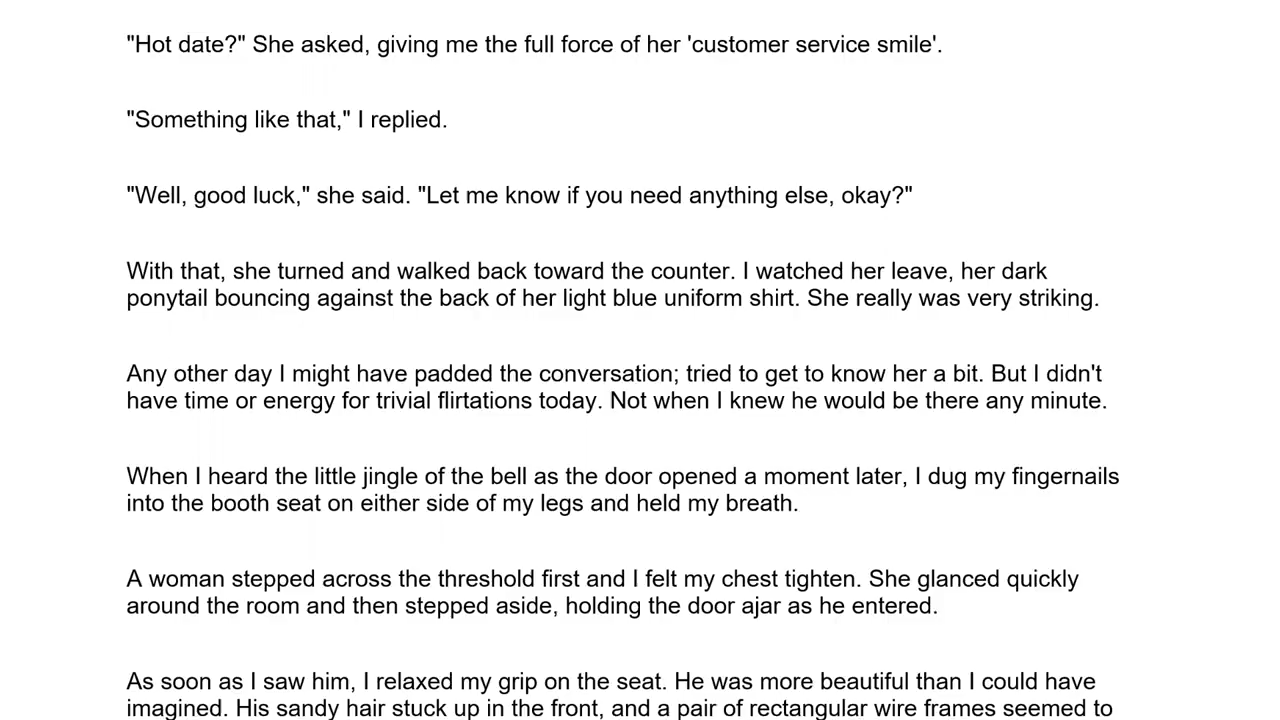 "Hot date?" She asked, giving me the full force of her 'customer service smile'.
"Something like that," I replied.
"Well, good luck," she said. "Let me know if you need anything else, okay?"
With that, she turned and walked back toward the counter. I watched her leave, her dark
ponytail bouncing against the back of her light blue uniform shirt. She really was very striking.
Any other day I might have padded the conversation; tried to get to know her a bit. But I didn't
have time or energy for trivial flirtations today. Not when I knew he would be there any minute.
When I heard the little jingle of the bell as the door opened a moment later, I dug my fingernails
into the booth seat on either side of my legs and held my breath.
A woman stepped across the threshold first and I felt my chest tighten. She glanced quickly
around the room and then stepped aside, holding the door ajar as he entered.
As soon as I saw him, I relaxed my grip on the seat. He was more beautiful than I could have
imagined. His sandy hair stuck up in the front, and a pair of rectangular wire frames seemed to